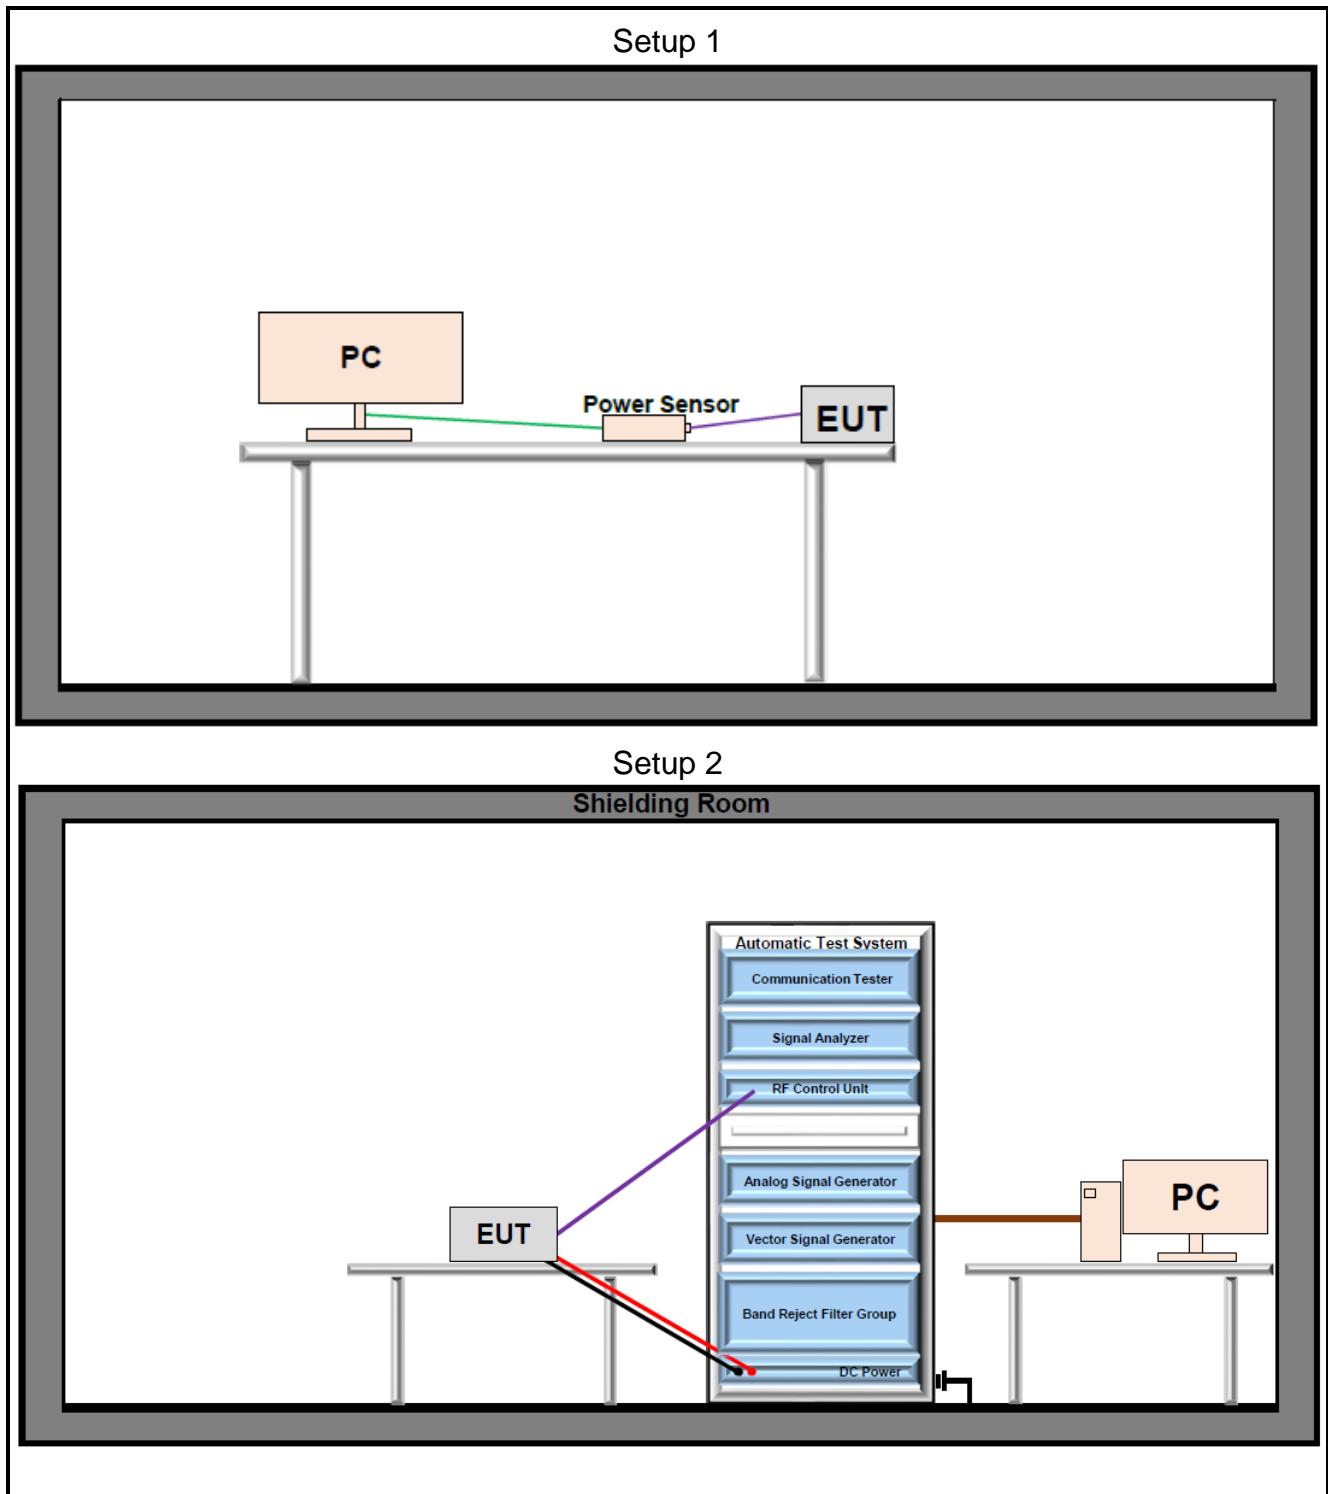 Setup 1
PC
Power Sensor
EUT
Setup 2
Shielding Room
Automatic Test System
Communication Tester
Signal Analyzer
RF Control Unit
Analog Signal Generator
PC
EUT
Vector Signal Generator
Band Reject Filter Group
DC Power